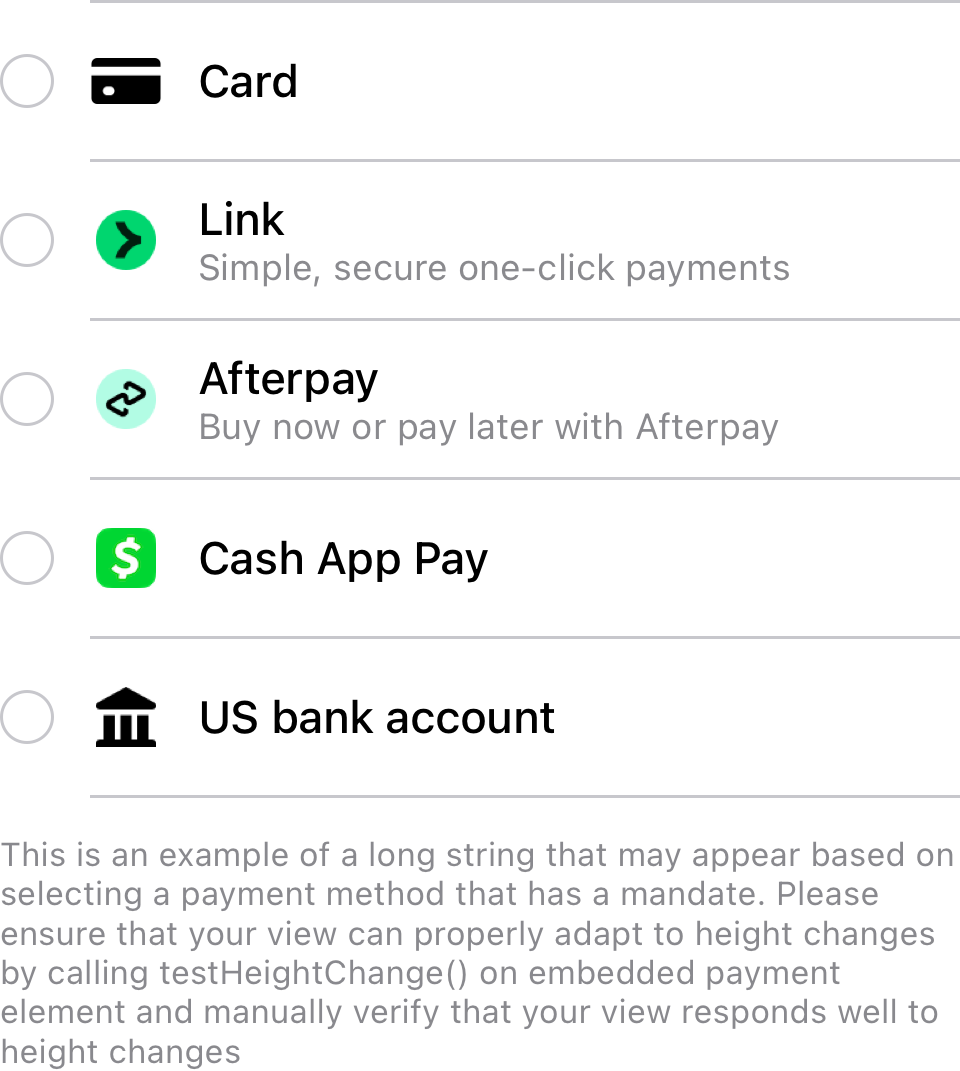 Card
Link
Simple, secure one-click payments
Afterpay
Buy now or pay later with Afterpay
$
Cash App Pay
US bank account
This is an example of a long string that may appear based on
selecting a payment method that has a mandate. Please
ensure that your view can properly adapt to height changes
by calling testHeightChange() on embedded payment
element and manually verify that your view responds well to
height changes